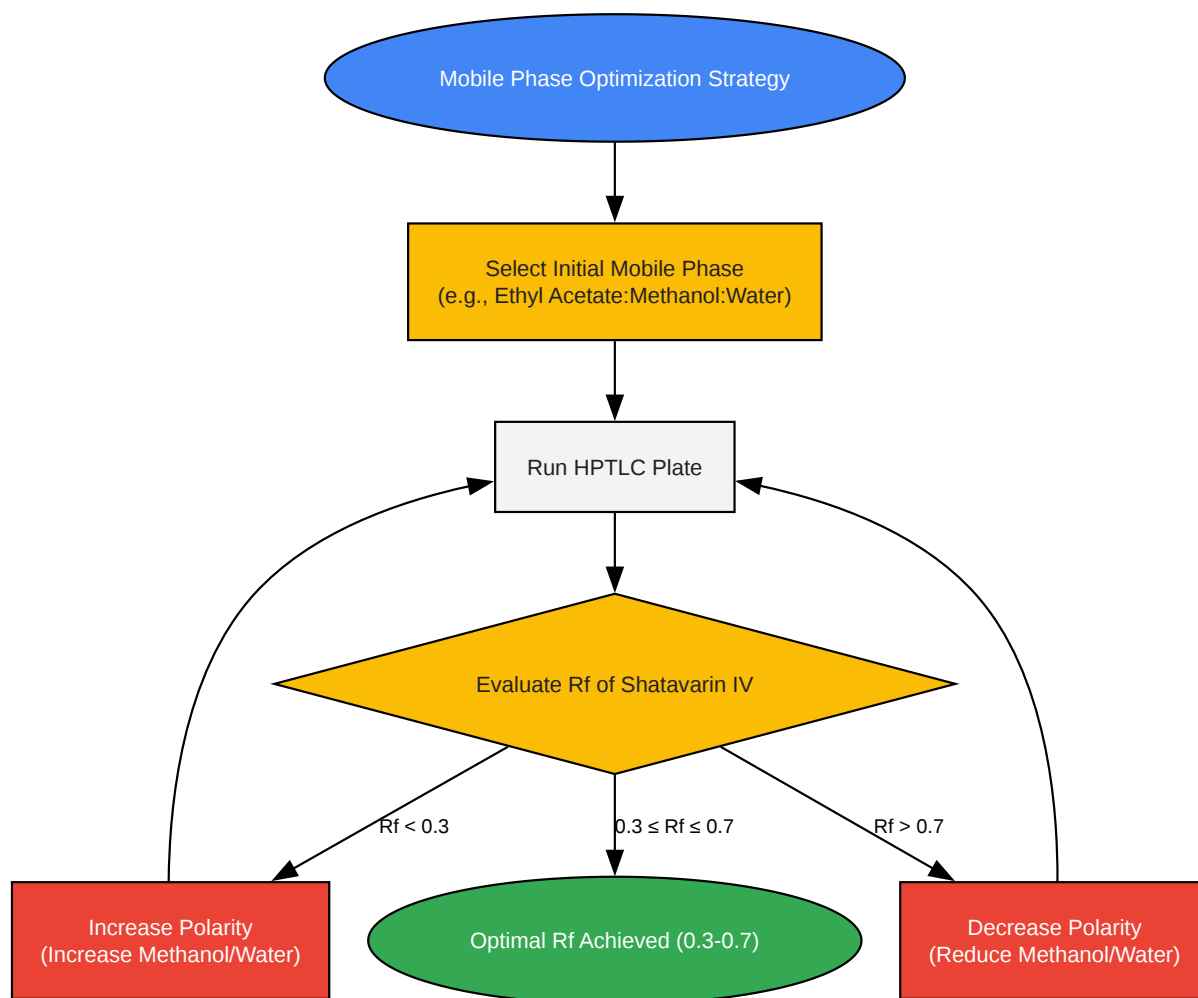 Mobile Phase Optimization Strategy
Select Initial Mobile Phase
(e.g., Ethyl Acetate:Methanol:Water)
Run HPTLC Plate
Evaluate Rf of Shatavarin IV
Rf < 0.3
0.3 ≤ Rf ≤ 0.7
Rf > 0.7
Increase Polarity
(Increase Methanol/Water)
Optimal Rf Achieved (0.3-0.7)
Decrease Polarity
(Reduce Methanol/Water)